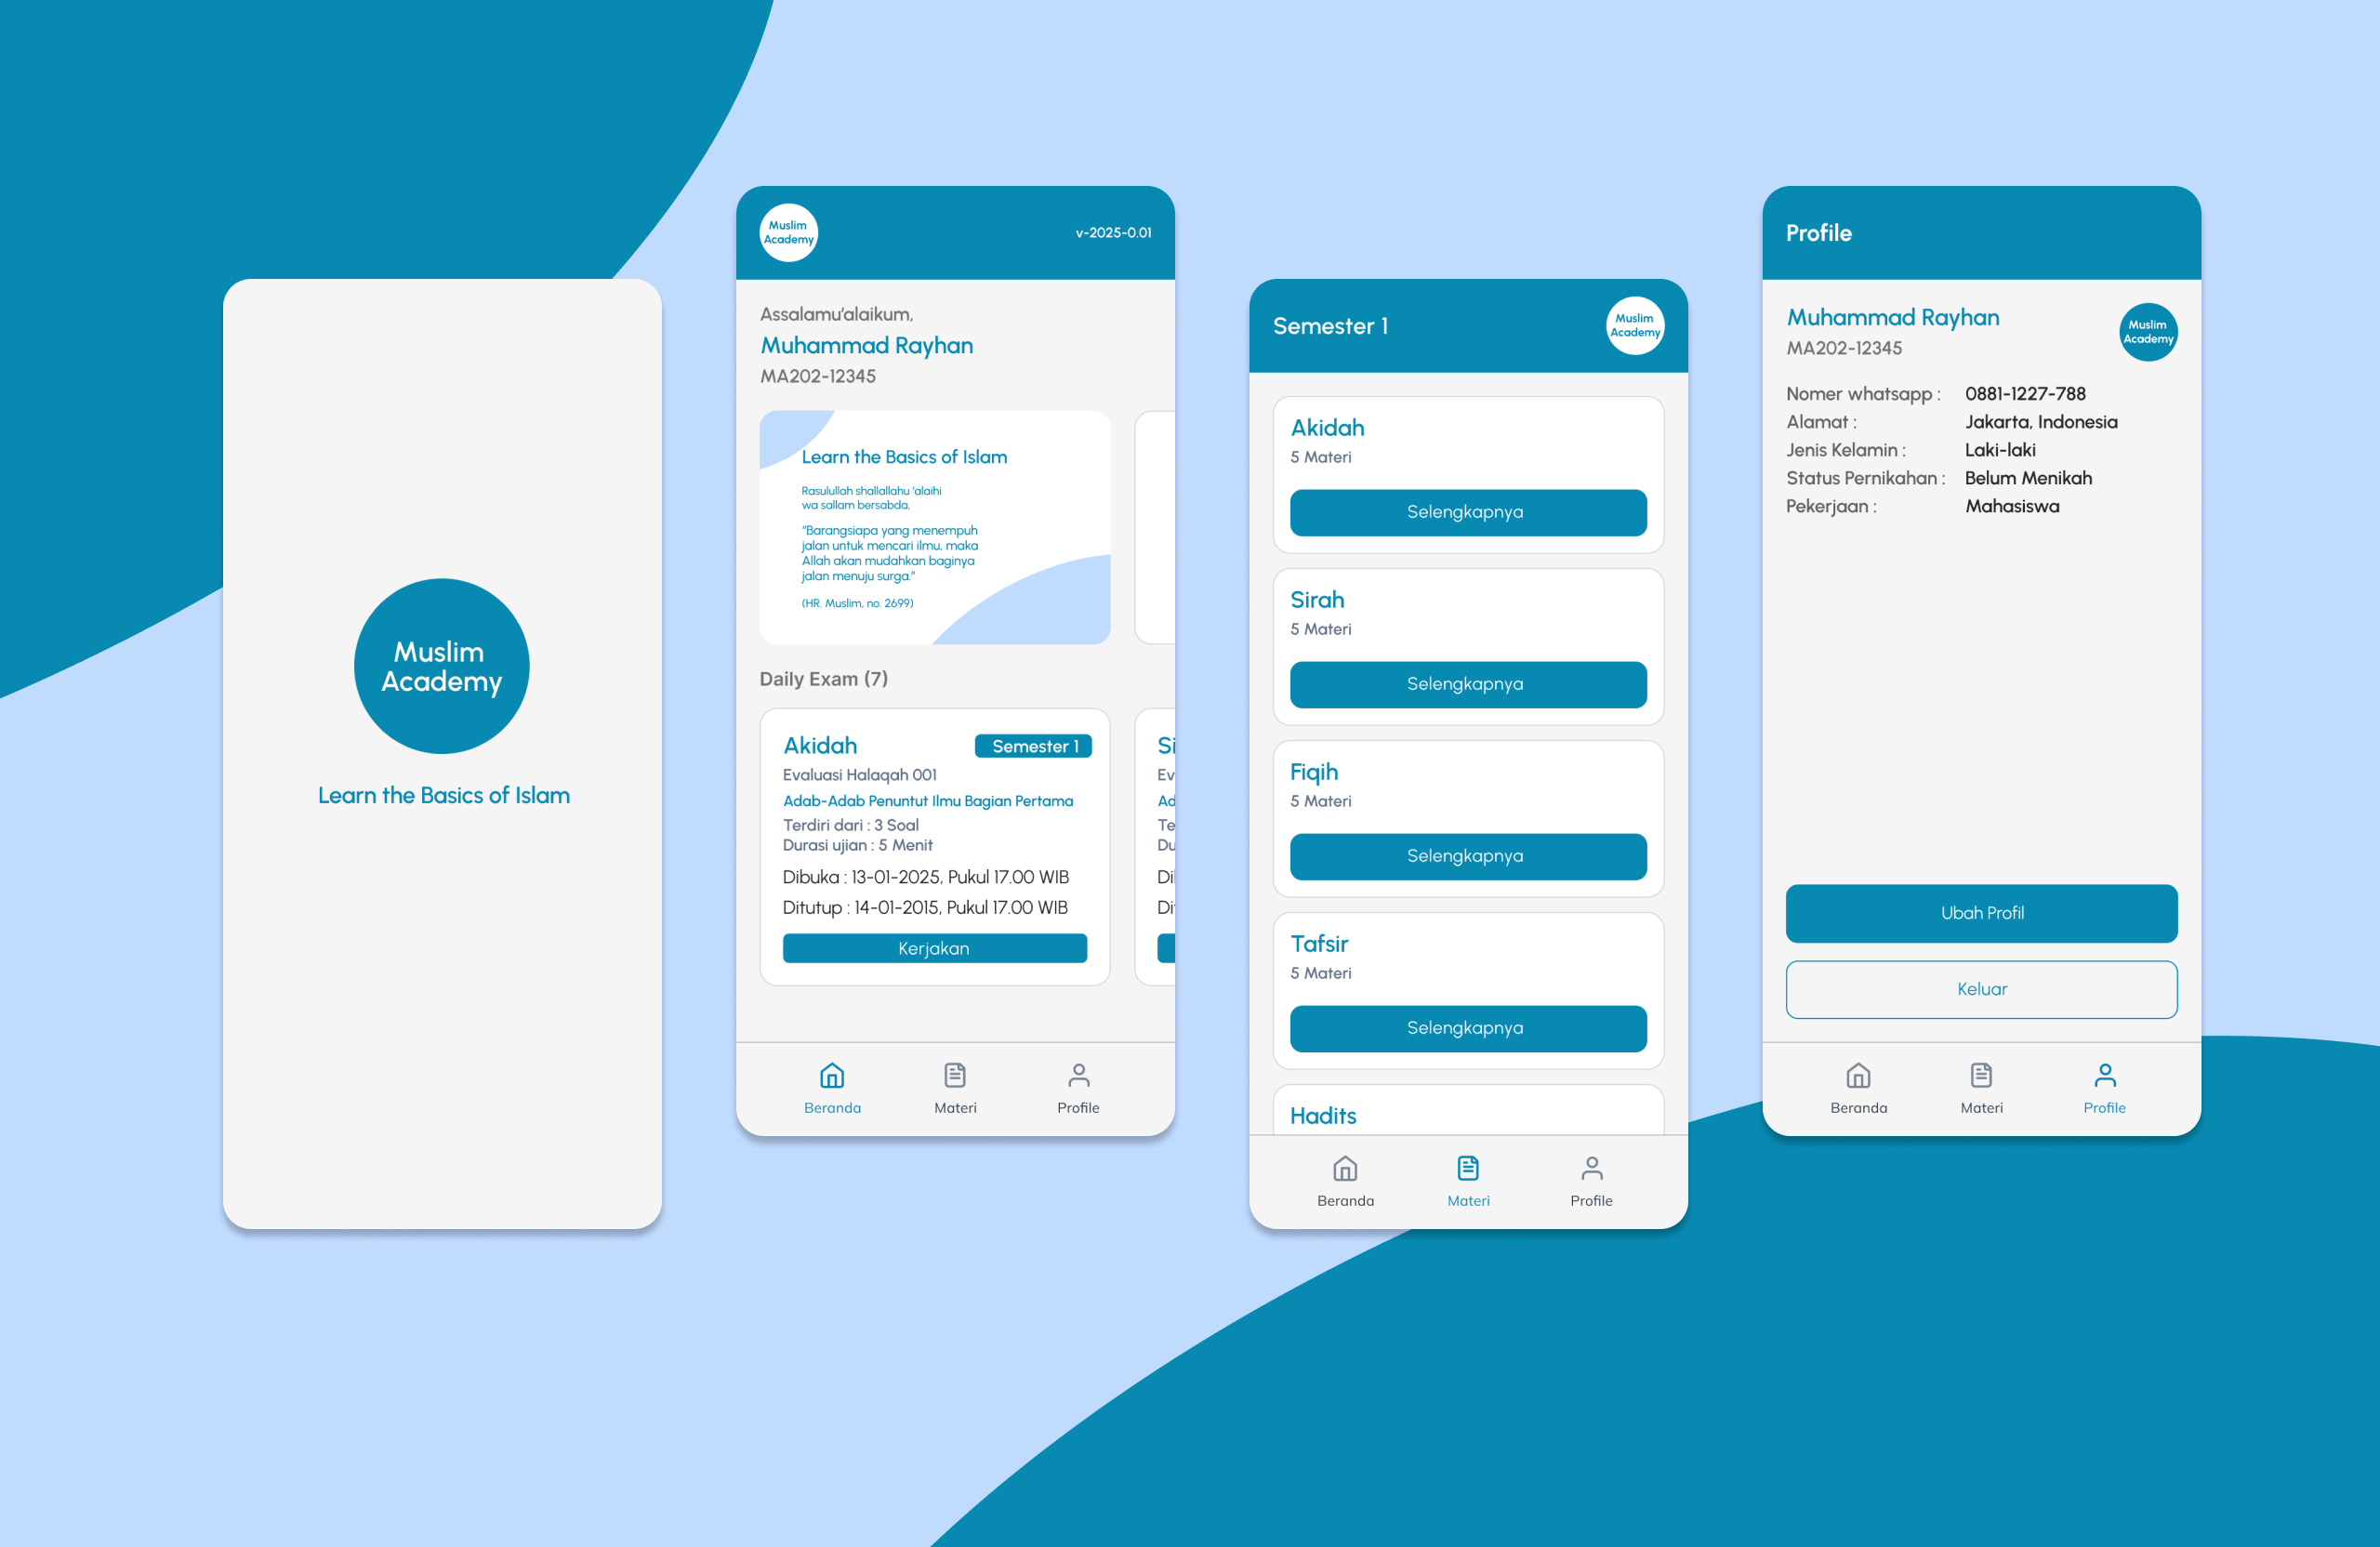 Muslim
Academy
Learn the Basics of Islam
Muslim
Academy
v-2025-0.01
Assalamu'alaikum,
Muhammad Rayhan
MA202-12345
Learn the Basics of Islam
Rasulullah shallallahu 'alaihi
wa sallam bersabda,
"Barangsiapa yang menempuh
jalan untuk mencari ilmu, maka
Allah akan mudahkan baginya
jalan menuju surga."
(HR. Muslim, no. 2699)
Daily Exam (7)
Akidah
Semester 1
Evaluasi Halaqah 001
Adab-Adab Penuntut Ilmu Bagian Pertama
Terdiri dari : 3 Soal
Durasi ujian : 5 Menit
Dibuka : 13-01-2025, Pukul 17.00 WIB
Ditutup : 14-01-2015, Pukul 17.00 WIB
Kerjakan
Si
Ev
Ad
Te
Du
Di
Di
Beranda
Materi
Profile
Semester 1
Muslim
Academy
Akidah
5 Materi
Selengkapnya
Sirah
5 Materi
Selengkapnya
Fiqih
5 Materi
Selengkapnya
Tafsir
5 Materi
Selengkapnya
Hadits
Beranda
Materi
Profile
Profile
Muhammad Rayhan
MA202-12345
Muslim
Academy
Nomer whatsapp : 0881-1227-788
Alamat : Jakarta, Indonesia
Jenis Kelamin : Laki-laki
Status Pernikahan : Belum Menikah
Pekerjaan : Mahasiswa
Ubah Profil
Keluar
Beranda
Materi
Profile